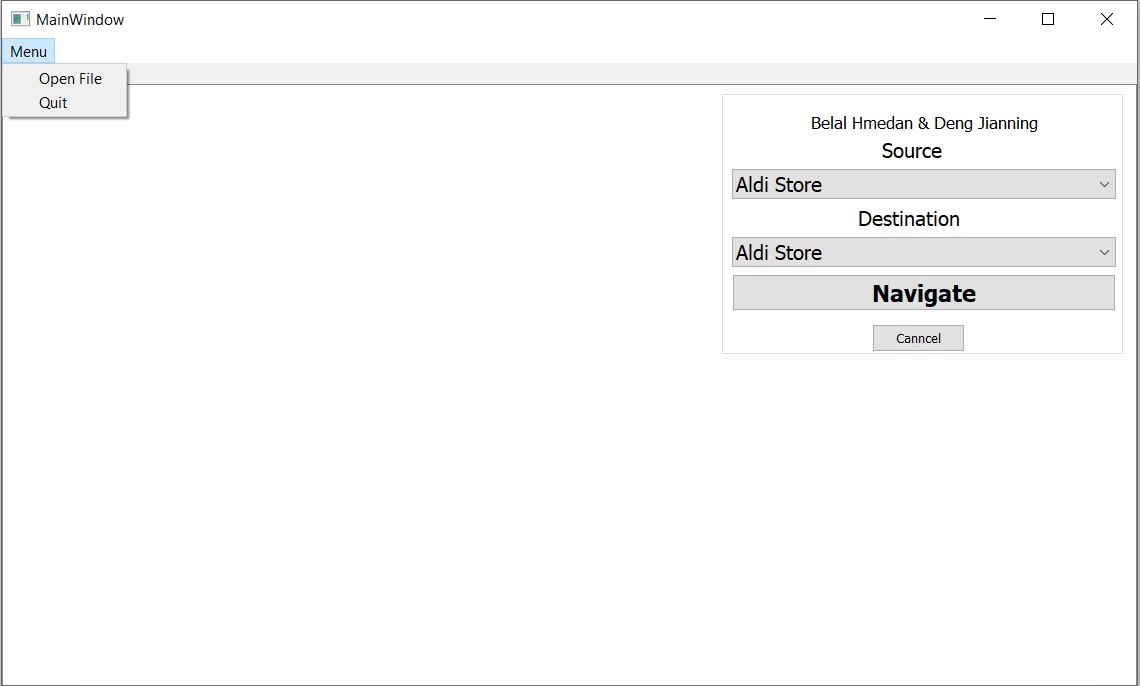 MainWindow
Menu
Open File
Quit
Belal Hmedan & Deng Jianning
Source
Aldi Store
Destination
Aldi Store
Navigate
Canncel